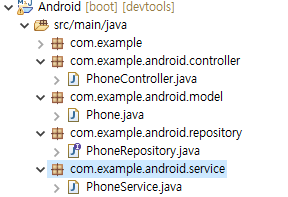 Android [boot] [devtools]
src/main/java
com.example
com.example.android.controller
PhoneController.java
com.example.android.model
Phone.java
com.example.android.repository
PhoneRepository.java
com.example.android.service
PhoneService.java